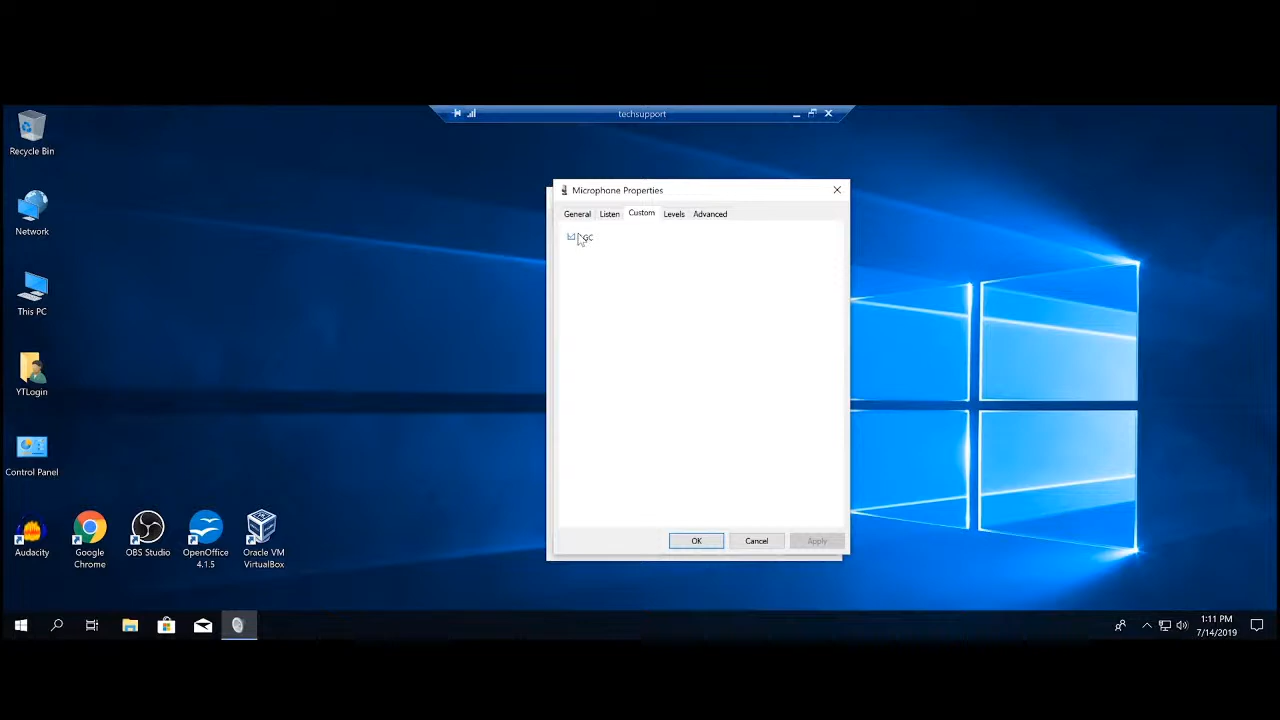 techsupport
Recycle Bin
Network
This PC
YTLogin
Control Panel
Audacity
Google
Chrome
OBS Studio
OpenOffice
4.1.5
Oracle VM
VirtualBox
Microphone Properties
General Listen Custom Levels Advanced
OK Cancel Apply
1:11 PM
7/14/2019